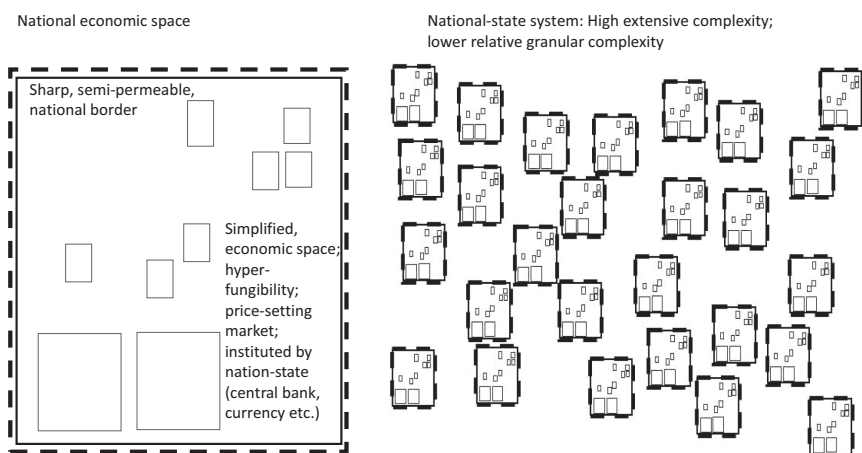 National economic space
National-state system: High extensive complexity;
lower relative granular complexity
Sharp, semi-permeable,
national border
Simplified,
economic space;
hyper-
fungibility;
price-setting
market;
instituted by
nation-state
(central bank,
currency etc.)